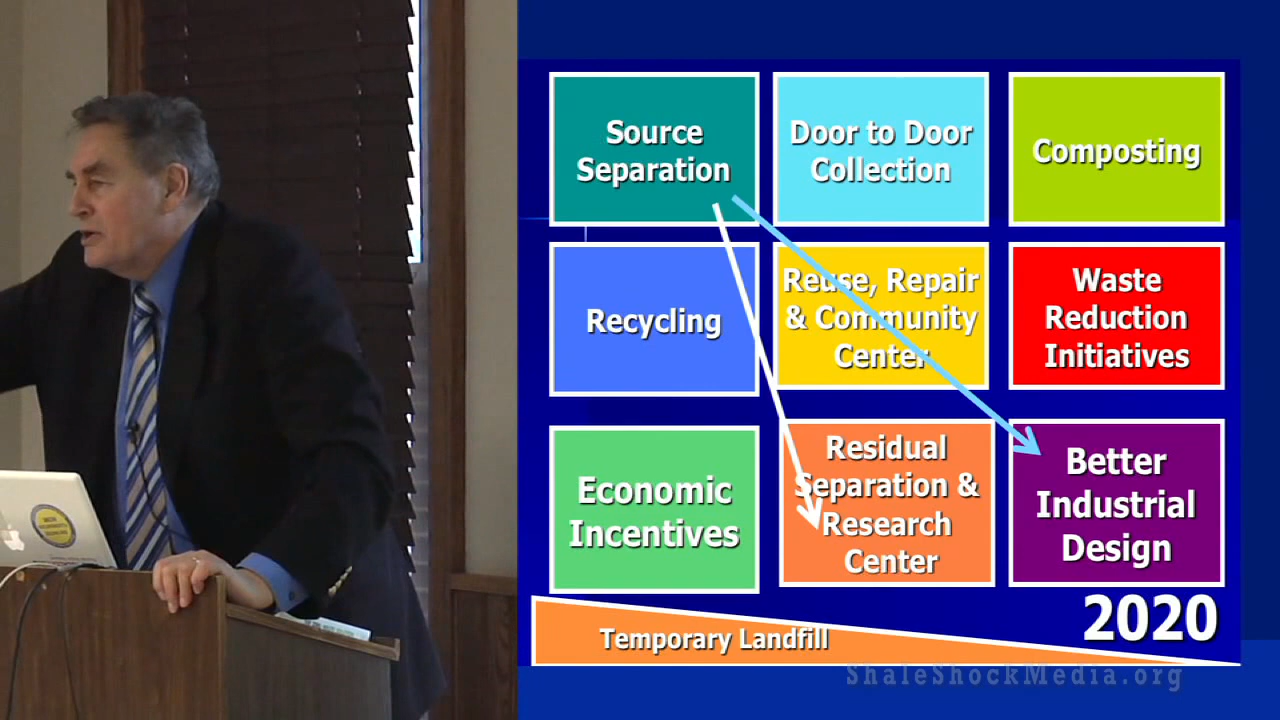 Source
Separation
Door to Door
Collection
Composting
Recycling
Reuse, Repair
& Community
Center
Waste
Reduction
Initiatives
Economic
Incentives
Residual
Separation &
Research
Center
Better
Industrial
Design
2020
Temporary Landfill
ShaleShockMedia.org